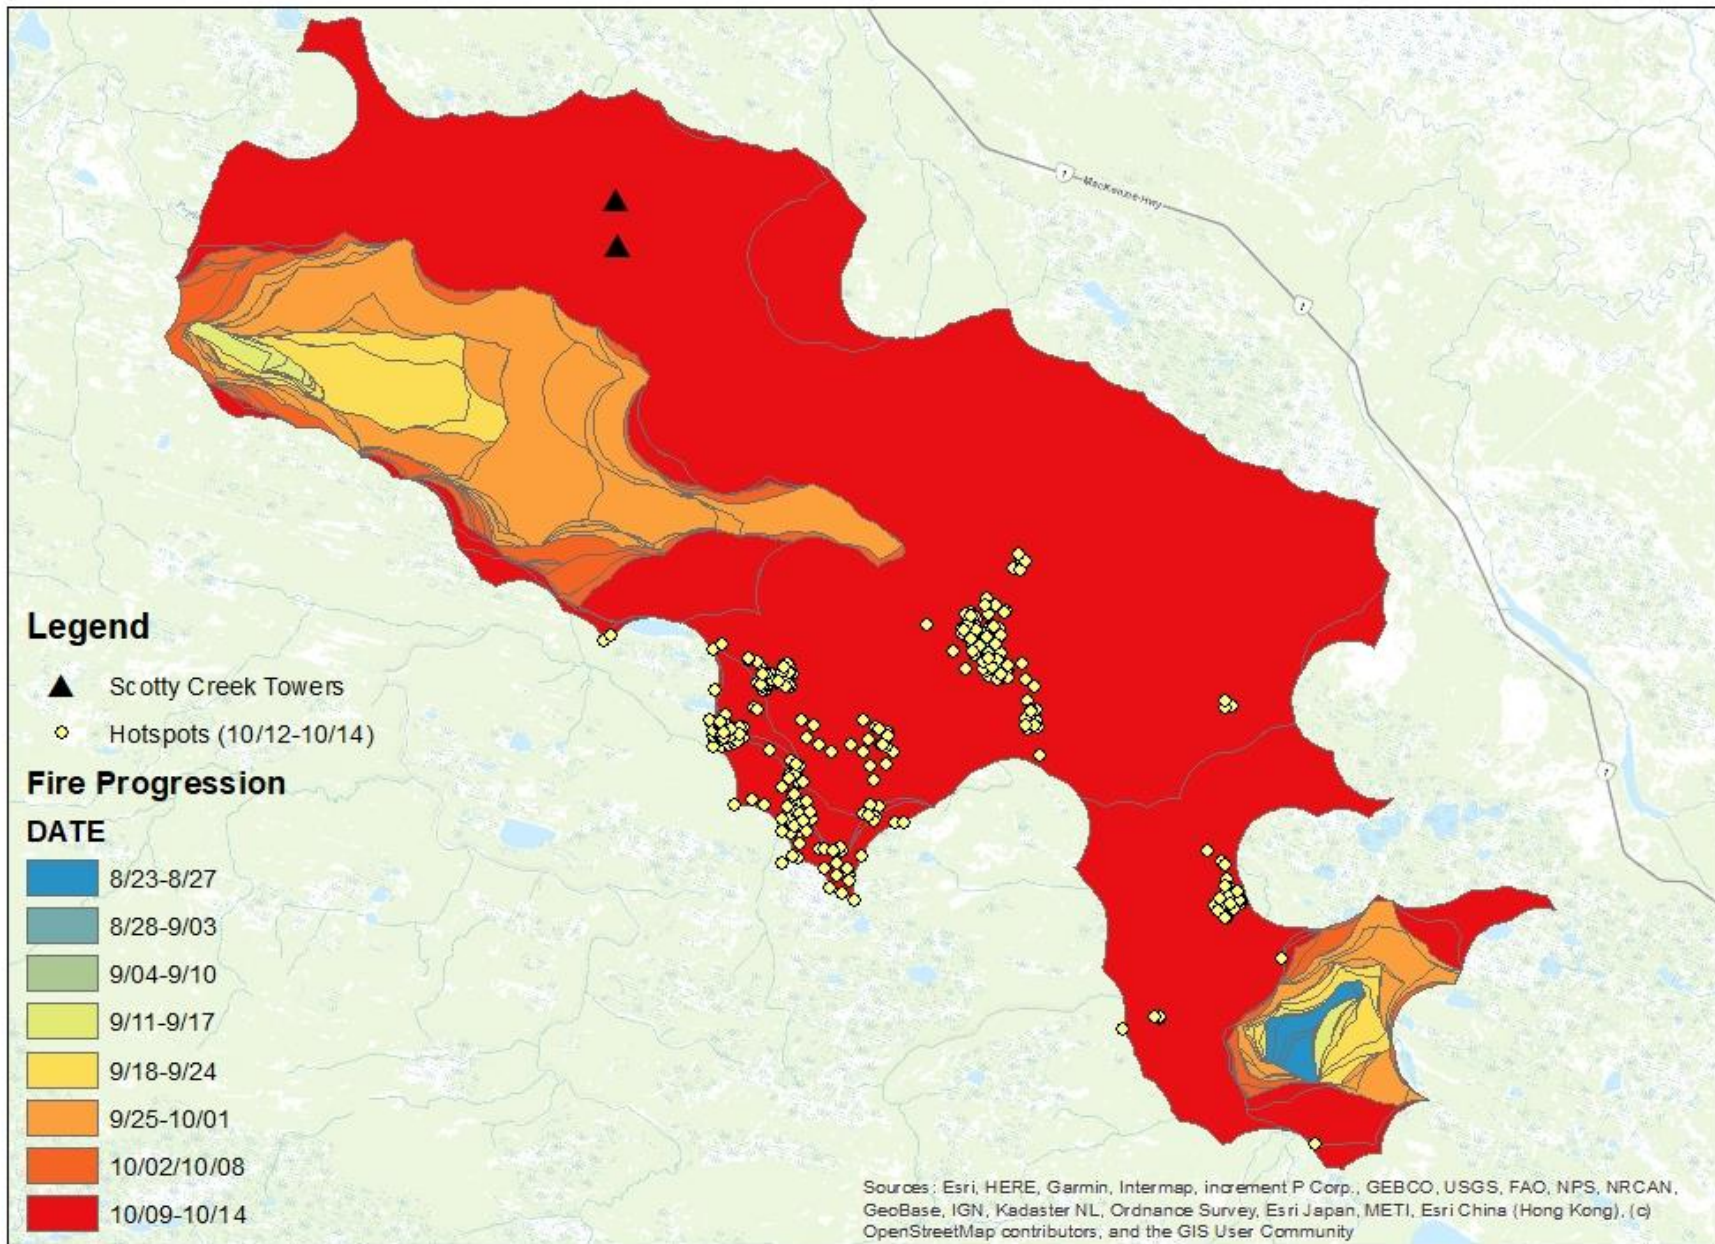 1
MacKenzie Hwy
1
1
Legend
Scotty Creek Towers
Hotspots (10/12-10/14)
Fire Progression
DATE
8/23-8/27
8/28-9/03
9/04-9/10
9/11-9/17
9/18-9/24
9/25-10/01
10/02/10/08
10/09-10/14
Sources: Esri, HERE, Garmin, Intermap, increment P Corp., GEBCO, USGS, FAO, NPS, NRCAN,
GeoBase, IGN, Kadaster NL, Ordnance Survey, Esri Japan, METI, Esri China (Hong Kong), (c)
OpenStreetMap contributors, and the GIS User Community